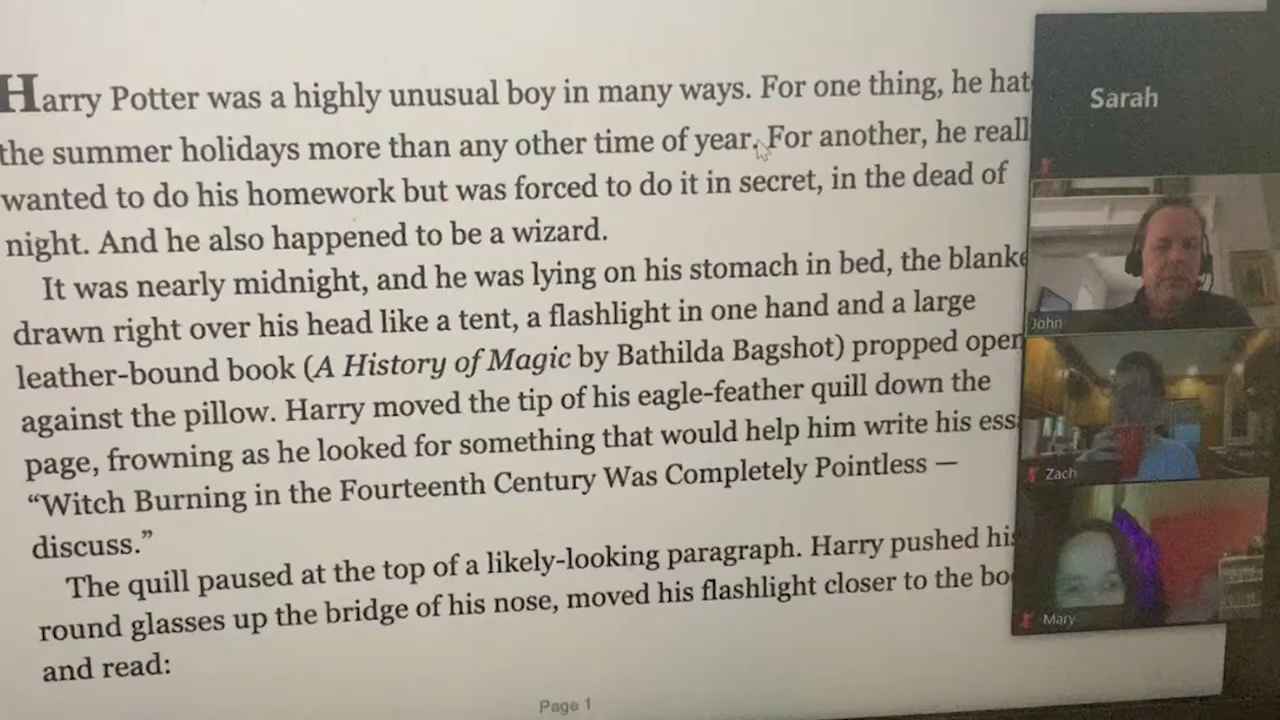 Harry Potter was a highly unusual boy in many ways. For one thing, he hat
the summer holidays more than any other time of year. For another, he reall
wanted to do his homework but was forced to do it in secret, in the dead of
night. And he also happened to be a wizard.
It was nearly midnight, and he was lying on his stomach in bed, the blanke
drawn right over his head like a tent, a flashlight in one hand and a large
leather-bound book (A History of Magic by Bathilda Bagshot) propped open
against the pillow. Harry moved the tip of his eagle-feather quill down the
page, frowning as he looked for something that would help him write his ess
“Witch Burning in the Fourteenth Century Was Completely Pointless —
discuss.”
The quill paused at the top of a likely-looking paragraph. Harry pushed his
round glasses up the bridge of his nose, moved his flashlight closer to the bo
and read:
Page 1
Sarah
John
Zach
Mary